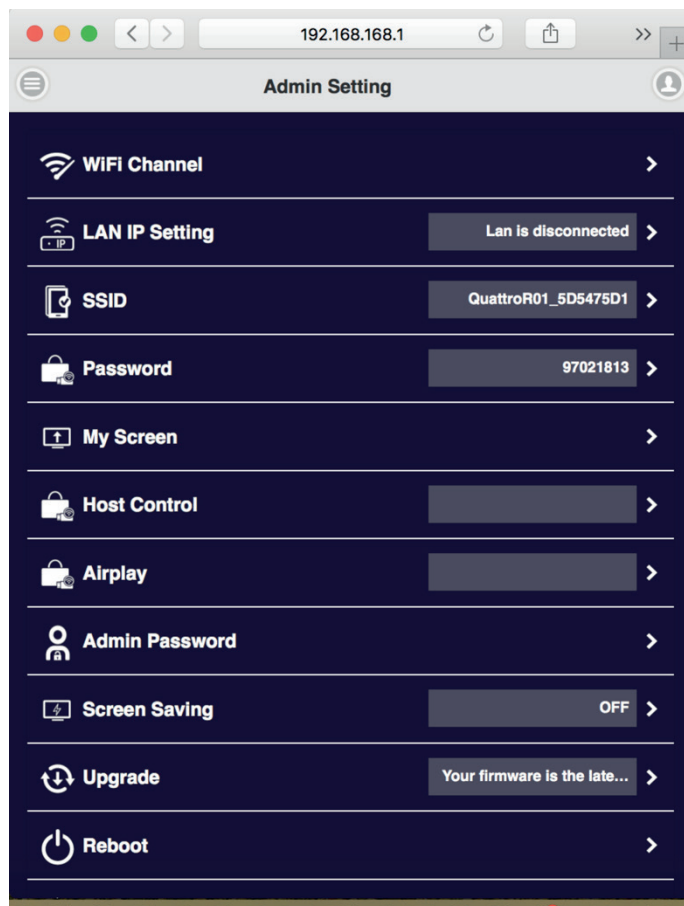 192.168.168.1
Admin Setting
WiFi Channel
LAN IP Setting Lan is disconnected
SSID QuattroR01_5D5475D1
Password 97021813
My Screen
Host Control
Airplay
Admin Password
Screen Saving OFF
Upgrade Your firmware is the late...
Reboot